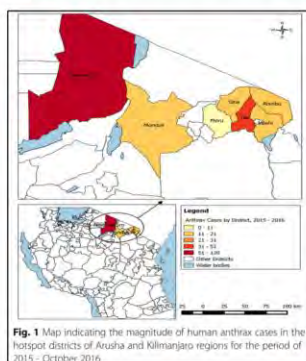 Monduli
Siha
Rombo
Meru
Hai
Moshi
Legend
Anthrax Cases by District, 2015 - 2016
0 - 11
11 - 21
21 - 31
31 - 51
Other Districts
Water bodies
Fig. 1 Map indicating the magnitude of human anthrax cases in the
hotspot districts of Arusha and Kilimanjaro regions for the period of
2015 - October 2016